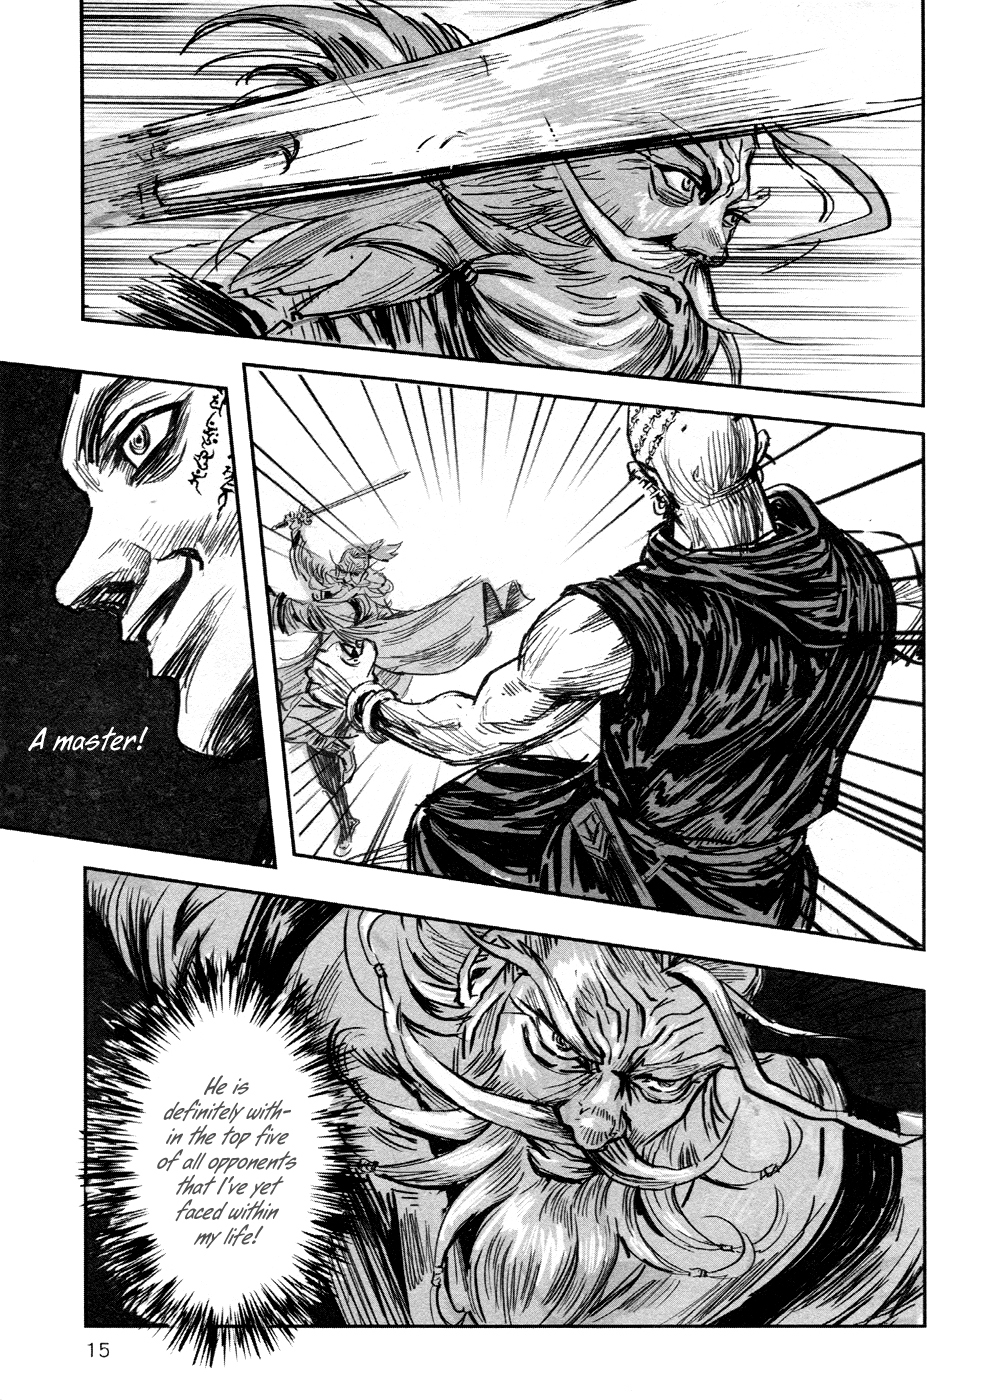 A master!
He is
definitely with-
in the top five
of all opponents
that I've yet
faced within
my life!
15